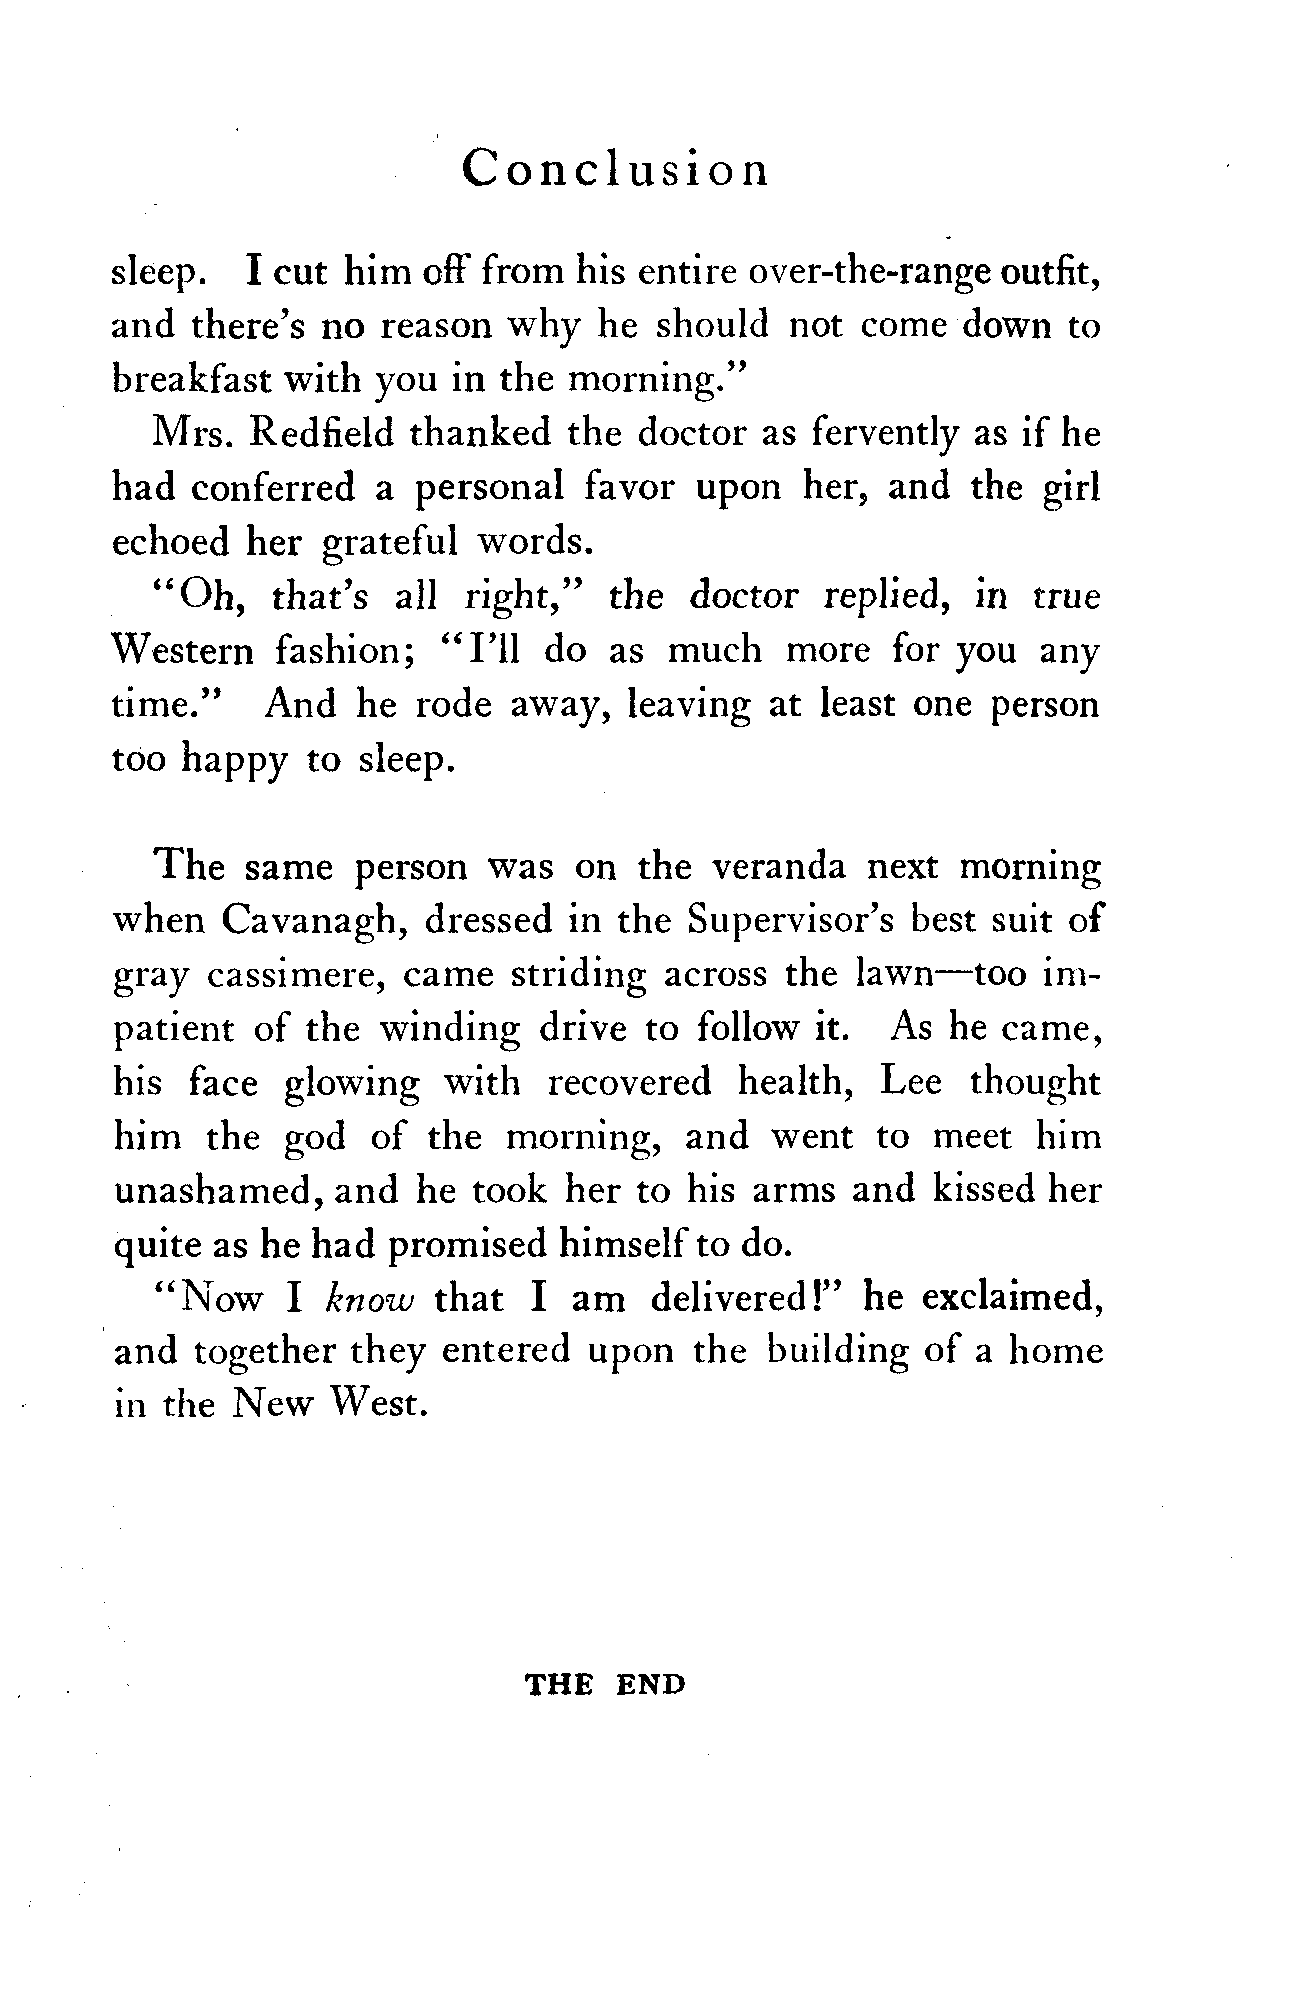 Conclusion
sleep. I cut him off from his entire over-the-range outfit,
and there's no reason why he should not come down to
breakfast with you in the morning."
Mrs. Redfield thanked the doctor as fervently as if he
had conferred a personal favor upon her, and the girl
echoed her grateful words.
"Oh, that's all right," the doctor replied, in true
Western fashion; "I'll do as much more for you any
time." And he rode away, leaving at least one person
too happy to sleep.
The same person was on the veranda next morning
when Cavanagh, dressed in the Supervisor's best suit of
gray cassimere, came striding across the lawn—too im-
patient of the winding drive to follow it. As he came,
his face glowing with recovered health, Lee thought
him the god of the morning, and went to meet him
unashamed, and he took her to his arms and kissed her
quite as he had promised himself to do.
"Now I know that I am delivered!" he exclaimed,
and together they entered upon the building of a home
in the New West.
THE END